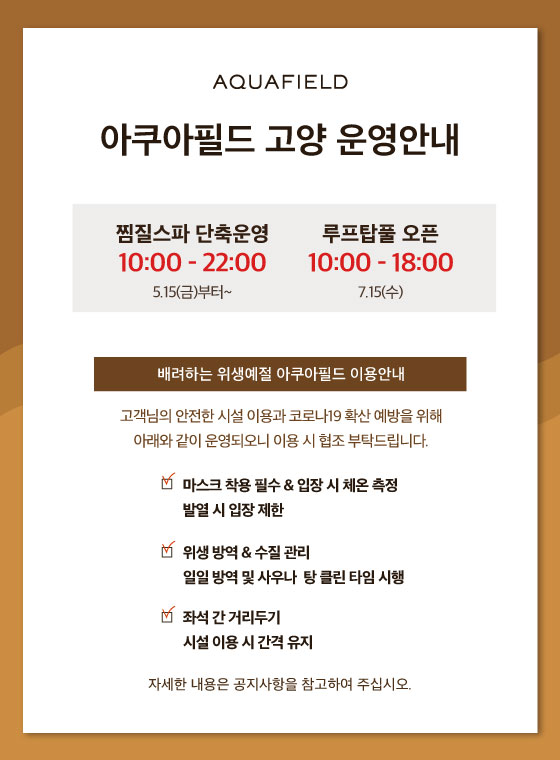 AQUAFIELD
아쿠아필드 고양 운영안내
찜질스파 단축운영
10:00 - 22:00
5.15(금)부터~
루프탑풀 오픈
10:00 - 18:00
7.15(수)
배려하는 위생예절 아쿠아필드 이용안내
고객님의 안전한 시설 이용과 코로나19 확산 예방을 위해
아래와 같이 운영되오니 이용 시 협조 부탁드립니다.
마스크 착용 필수 & 입장 시 체온 측정
발열 시 입장 제한
위생 방역 & 수질 관리
일일 방역 및 사우나 탕 클린 타임 시행
좌석 간 거리두기
시설 이용 시 간격 유지
자세한 내용은 공지사항을 참고하여 주십시오.